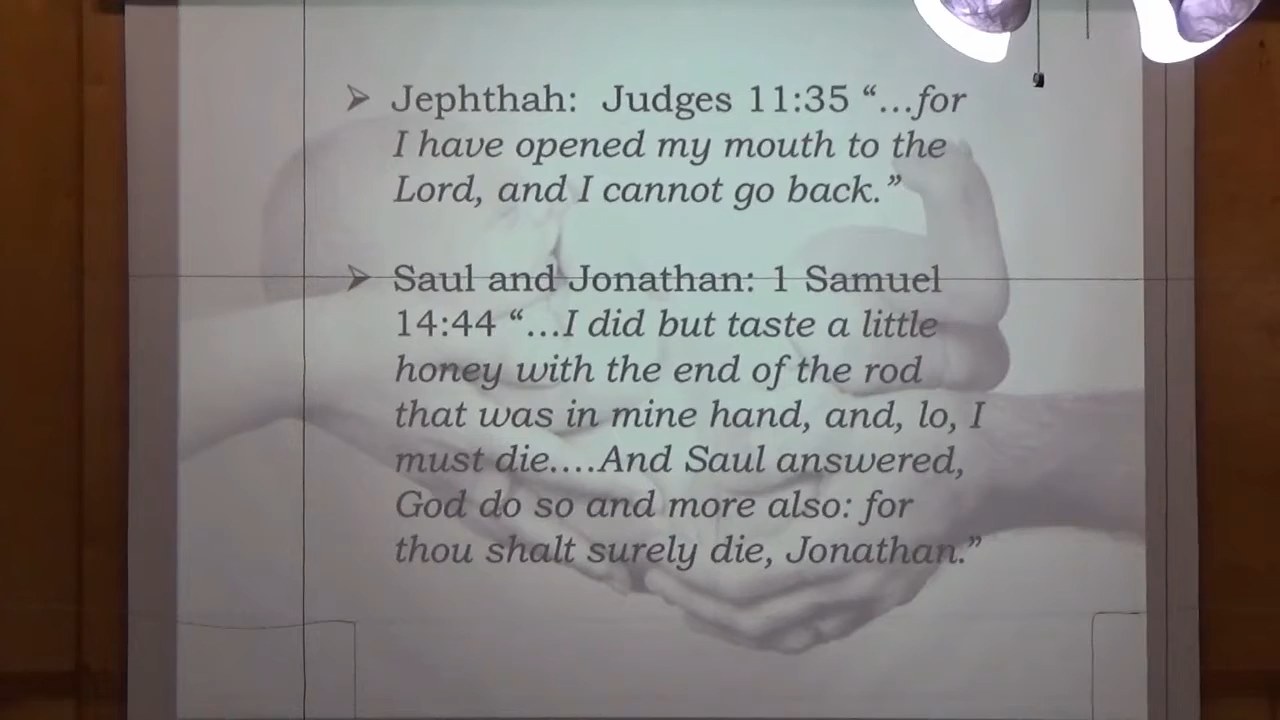 ➢ Jephthah: Judges 11:35 “…for
I have opened my mouth to the
Lord, and I cannot go back.”
➢ Saul and Jonathan: 1 Samuel
14:44 “…I did but taste a little
honey with the end of the rod
that was in mine hand, and, lo, I
must die….And Saul answered,
God do so and more also: for
thou shalt surely die, Jonathan.”